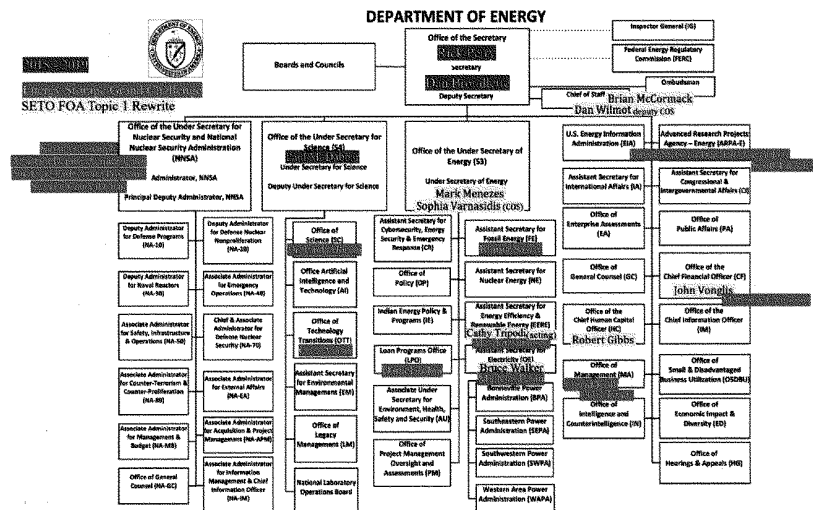 DEPARTMENT OF ENERGY
Office of the Secretary
Secretary
Deputy Secretary
Boards and Councils
Inspector General (IG)
Federal Energy Regulatory
Commission (FERC)
Ombudsman
Chief of Staff
Brian McCormack
Dan Wilmot deputy COS
SETO FOA Topic 1 Rewrite
Office of the Under Secretary for
Nuclear Security and National
Nuclear Security Administration
(NNSA)
Administrator, NNSA
Principal Deputy Administrator, NNSA
Office of the Under Secretary for
Science (S4)
Under Secretary for Science
Deputy Under Secretary for Science
Office of the Under Secretary of
Energy (S3)
Under Secretary of Energy
Mark Menezes
Sophia Varnasidis (COS)
U.S. Energy Information
Administration (EIA)
Advanced Research Projects
Agency – Energy (ARPA-E)
Assistant Secretary for
International Affairs (IA)
Assistant Secretary for
Congressional &
Intergovernmental Affairs (CI)
Office of
Enterprise Assessments
(EA)
Office of
Public Affairs (PA)
Office of
General Counsel (GC)
Office of the
Chief Financial Officer (CF)
John Vonglis
Office of the
Chief Human Capital
Officer (HC)
Robert Gibbs
Office of the
Chief Information Officer
(IM)
Office of
Management (MA)
Office of
Small & Disadvantaged
Business Utilization (OSDBU)
Office of
Intelligence and
Counterintelligence (IN)
Office of
Economic Impact &
Diversity (ED)
Office of
Hearings & Appeals (HG)
Deputy Administrator
for Defense Programs
(NA-10)
Deputy Administrator
for Defense Nuclear
Nonproliferation
(NA-20)
Deputy Administrator
for Naval Reactors
(NA-30)
Associate Administrator
for Emergency
Operations (NA-40)
Associate Administrator
for Safety, Infrastructure
& Operations (NA-50)
Chief & Associate
Administrator for
Defense Nuclear
Security (NA-70)
Associate Administrator
for Counter-Terrorism &
Counter-Proliferation
(NA-80)
Associate Administrator
for External Affairs
(NA-EA)
Associate Administrator
for Management &
Budget (NA-MB)
Associate Administrator
for Acquisition & Project
Management (NA-APM)
Office of General
Counsel (NA-GC)
Associate Administrator
for Information
Management & Chief
Information Officer
(NA-IM)
Office of
Science (SC)
Office Artificial
Intelligence and
Technology (AI)
Office of
Technology
Transitions (OTT)
Assistant Secretary
for Environmental
Management (EM)
Office of
Legacy
Management (LM)
National Laboratory
Operations Board
Assistant Secretary for
Cybersecurity, Energy
Security & Emergency
Response (CR)
Assistant Secretary for
Fossil Energy (FE)
Office of
Policy (OP)
Assistant Secretary for
Nuclear Energy (NE)
Indian Energy Policy &
Programs (IE)
Assistant Secretary for
Energy Efficiency &
Renewable Energy (EERE)
Cathy Tripodi (acting)
Loan Programs Office
(LPO)
Assistant Secretary for
Electricity (OE)
Bruce Walker
Associate Under
Secretary for
Environment, Health,
Safety and Security (AU)
Office of
Project Management
Oversight and
Assessments (PM)
Bonneville Power
Administration (BPA)
Southeastern Power
Administration (SEPA)
Southwestern Power
Administration (SWPA)
Western Area Power
Administration (WAPA)